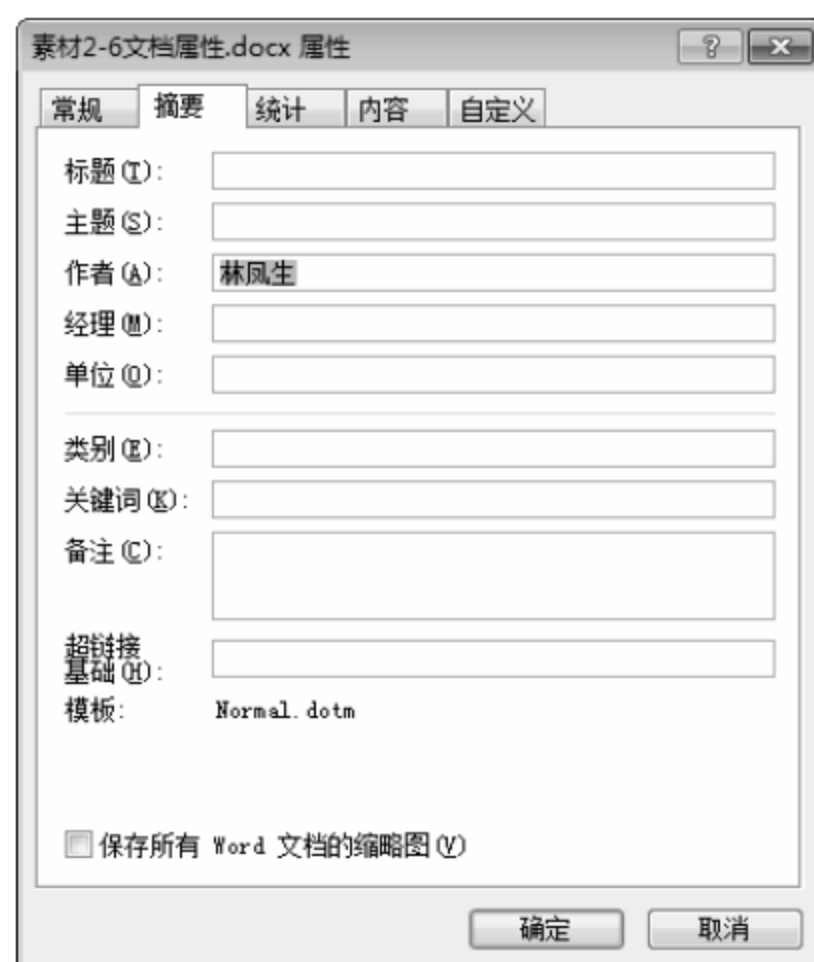 素材2-6文档属性.docx 属性
常规 摘要 统计 内容 自定义
标题(T):
主题(S):
作者(A): 林凤生
经理(M):
单位(O):
类别(E):
关键词(K):
备注(C):
超链接
基础(H):
模板: Normal.dotm
保存所有 Word 文档的缩略图(V)
确定 取消